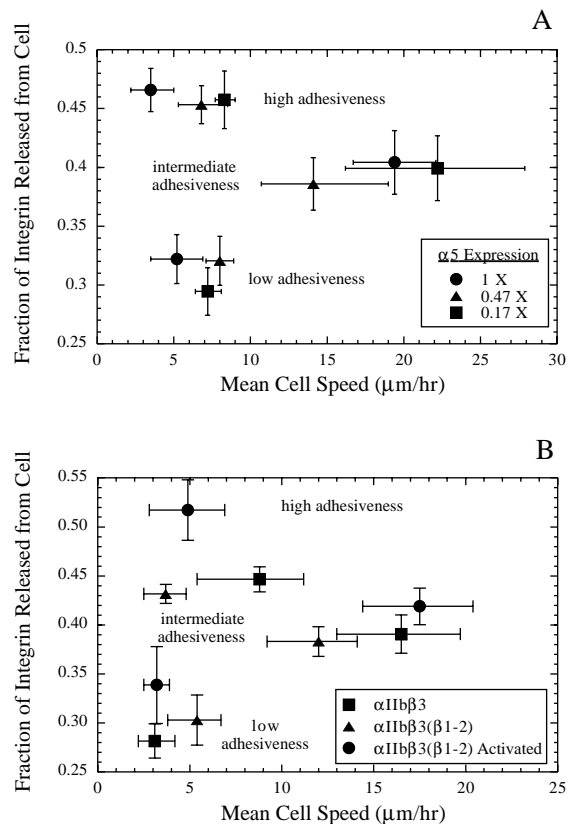 A
Fraction of Integrin Released from Cell
0.5
0.45
0.4
0.35
0.3
0.25
high adhesiveness
intermediate
adhesiveness
low adhesiveness
α5 Expression
1 X
0.47 X
0.17 X
0 5 10 15 20 25 30
Mean Cell Speed (μm/hr)
B
Fraction of Integrin Released from Cell
0.55
0.50
0.45
0.40
0.35
0.30
0.25
high adhesiveness
intermediate
adhesiveness
low
adhesiveness
αIIbβ3
αIIbβ3(β1-2)
αIIbβ3(β1-2) Activated
0 5 10 15 20 25
Mean Cell Speed (μm/hr)